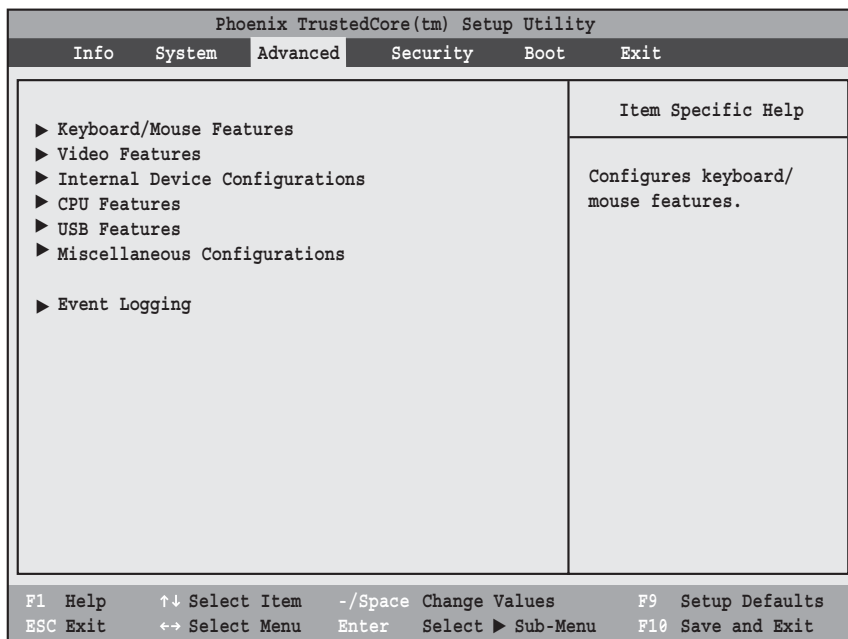 Phoenix TrustedCore(tm) Setup Utility
Info System Advanced Security Boot Exit
▶ Keyboard/Mouse Features
▶ Video Features
▶ Internal Device Configurations
▶ CPU Features
▶ USB Features
▶ Miscellaneous Configurations
▶ Event Logging
Item Specific Help
Configures keyboard/
mouse features.
F1 Help ↑↓ Select Item -/Space Change Values F9 Setup Defaults
ESC Exit ←→ Select Menu Enter Select ▶ Sub-Menu F10 Save and Exit